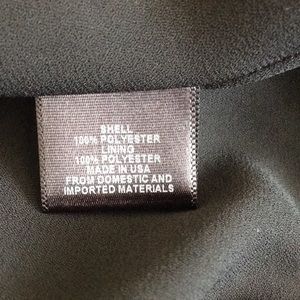 SHELL
100% POLYESTER
LINING
100% POLYESTER
MADE IN USA
FROM DOMESTIC AND
IMPORTED MATERIALS